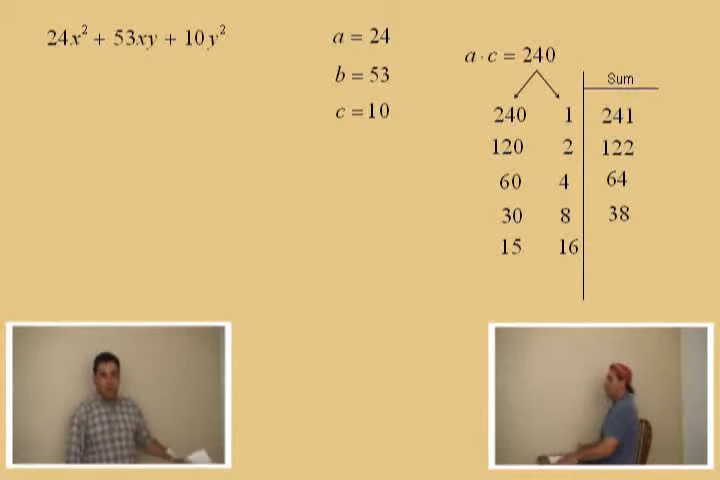 24x² + 53xy + 10y²
a = 24
b = 53
c = 10
a · c = 240
Sum
240 1 241
120 2 122
60 4 64
30 8 38
15 16